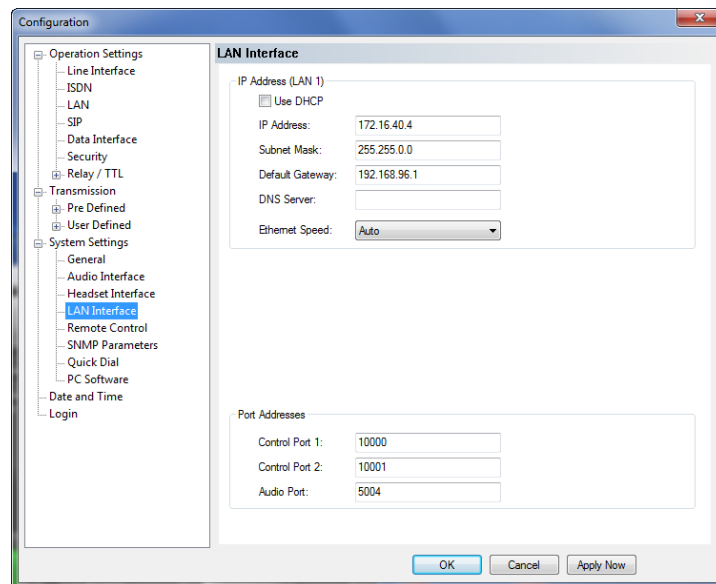 Configuration
Operation Settings
Line Interface
ISDN
LAN
SIP
Data Interface
Security
Relay / TTL
Transmission
Pre Defined
User Defined
System Settings
General
Audio Interface
Headset Interface
LAN Interface
Remote Control
SNMP Parameters
Quick Dial
PC Software
Date and Time
Login
LAN Interface
IP Address (LAN 1)
Use DHCP
IP Address: 172.16.40.4
Subnet Mask: 255.255.0.0
Default Gateway: 192.168.96.1
DNS Server:
Ethernet Speed: Auto
Port Addresses
Control Port 1: 10000
Control Port 2: 10001
Audio Port: 5004
OK Cancel Apply Now